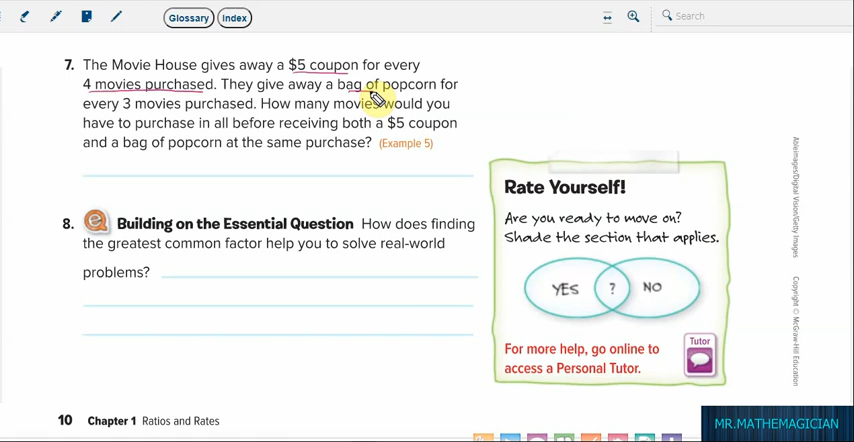 Glossary
Index
Search
7. The Movie House gives away a $5 coupon for every
4 movies purchased. They give away a bag of popcorn for
every 3 movies purchased. How many movies would you
have to purchase in all before receiving both a $5 coupon
and a bag of popcorn at the same purchase? (Example 5)
8. e Building on the Essential Question How does finding
the greatest common factor help you to solve real-world
problems?
Rate Yourself!
Are you ready to move on?
Shade the section that applies.
YES ? NO
For more help, go online to
access a Personal Tutor.
Tutor
Ableimages/Digital Vision/Getty Images
Copyright © McGraw-Hill Education
10 Chapter 1 Ratios and Rates
MR.MATHEMAGICIAN